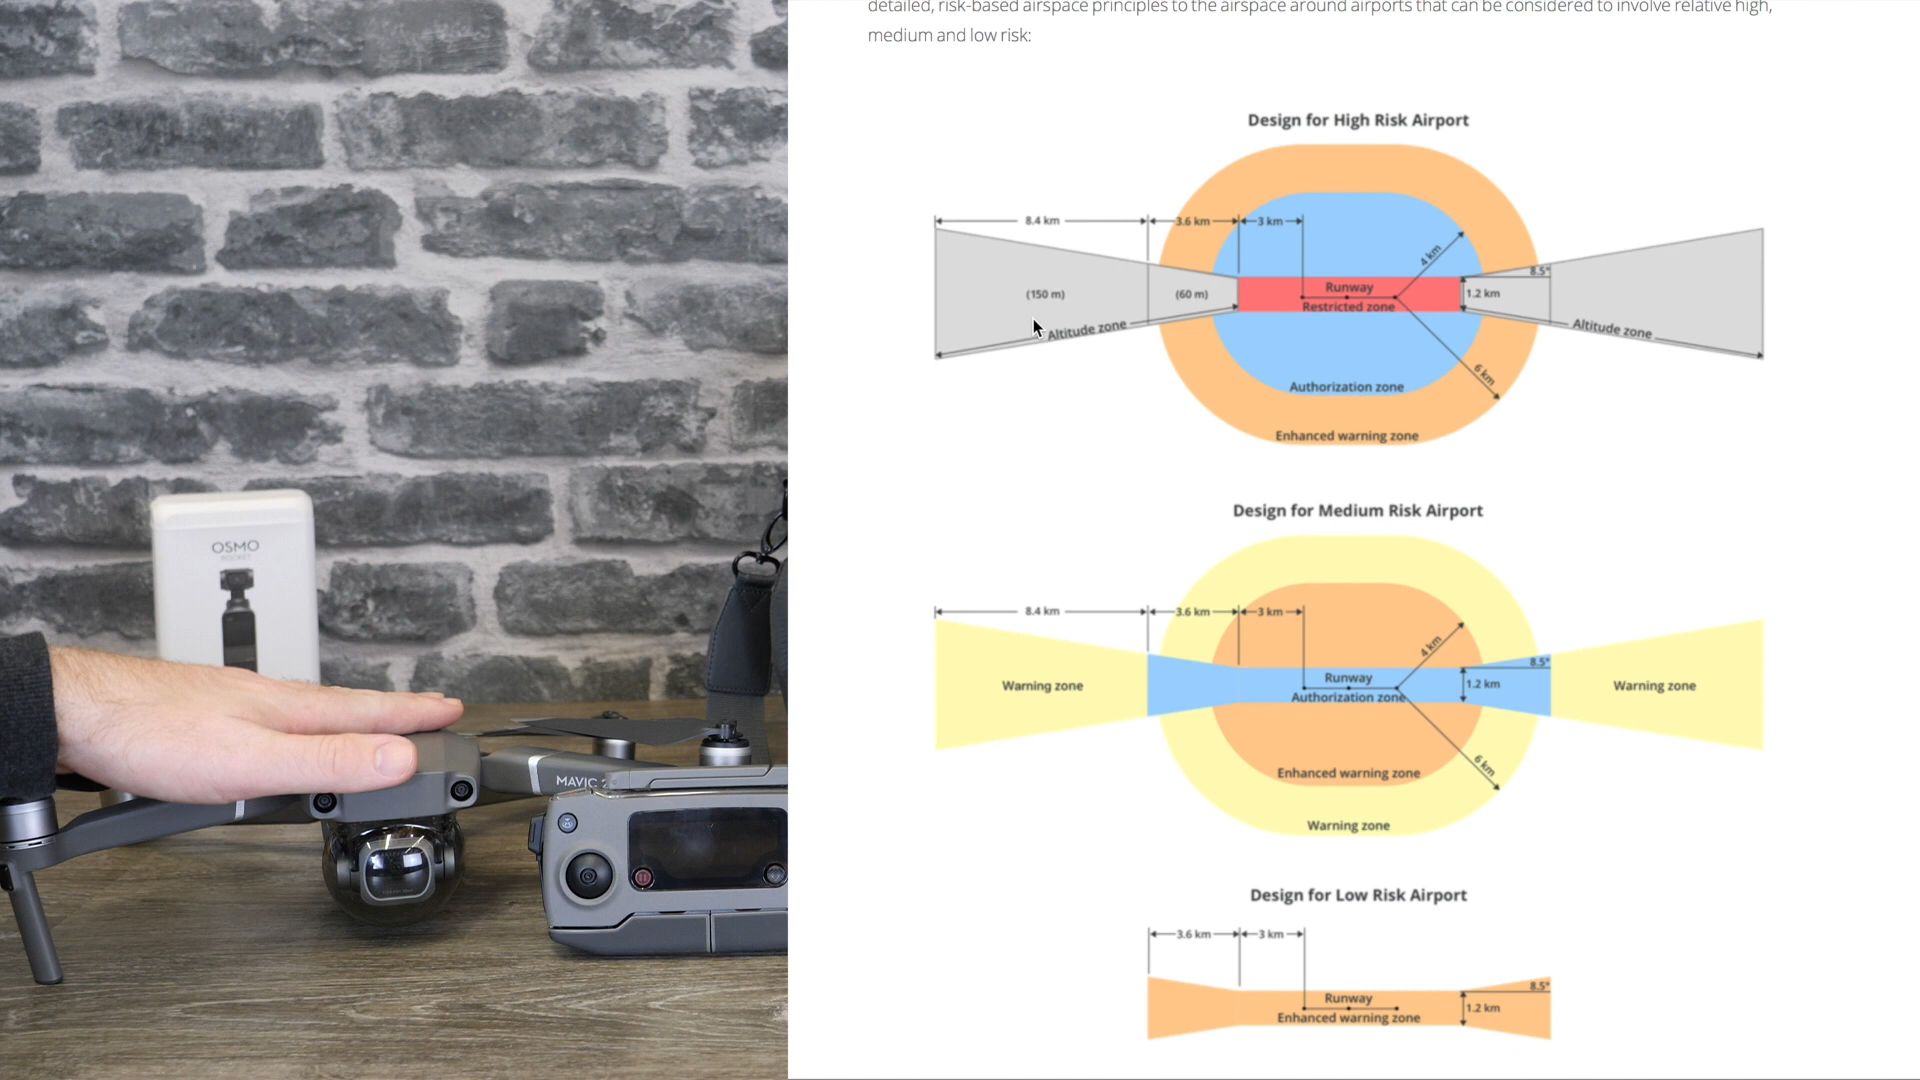 detailed, risk-based airspace principles to the airspace around airports that can be considered to involve relative high,
medium and low risk:
Design for High Risk Airport
8.4 km
3.6 km
3 km
4 km
8.5°
(150 m)
(60 m)
Runway
1.2 km
Restricted zone
Altitude zone
Altitude zone
6 km
Authorization zone
Enhanced warning zone
Design for Medium Risk Airport
8.4 km
3.6 km
3 km
4 km
8.5°
Warning zone
Runway
1.2 km
Warning zone
Authorization zone
6 km
Enhanced warning zone
Warning zone
Design for Low Risk Airport
3.6 km
3 km
8.5°
Runway
1.2 km
Enhanced warning zone
OSMO
POCKET
MAVIC 2